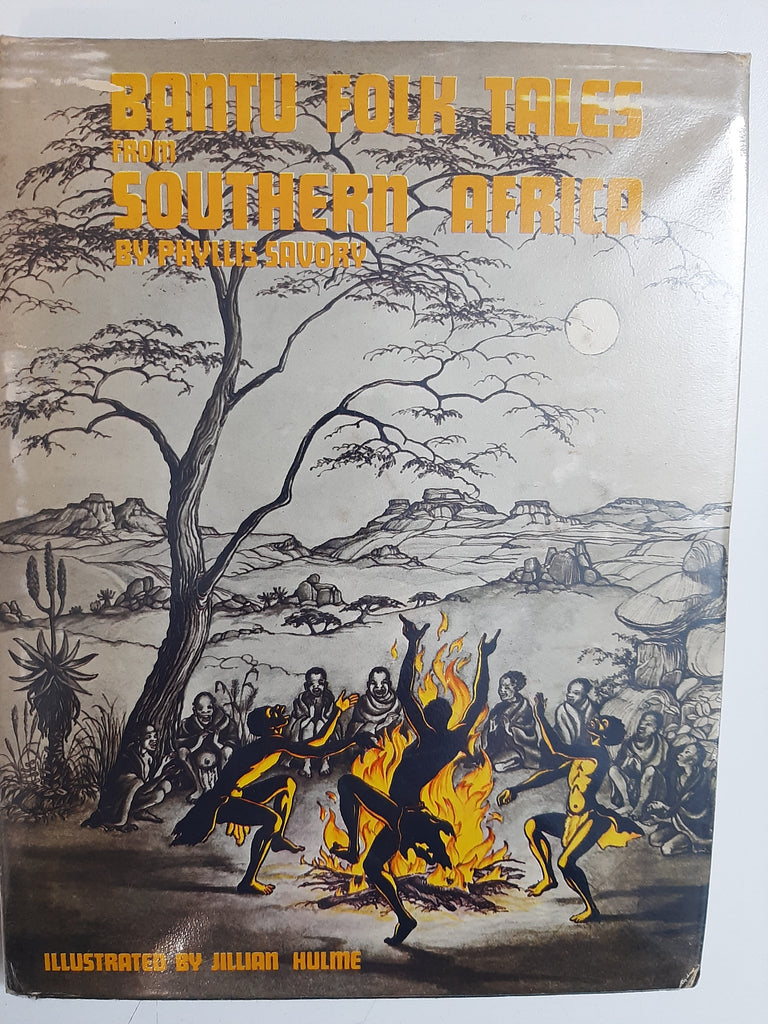 BANTU FOLK TALES
FROM
SOUTHERN AFRICA
BY PHYLLIS SAVORY
ILLUSTRATED BY JILLIAN HULME